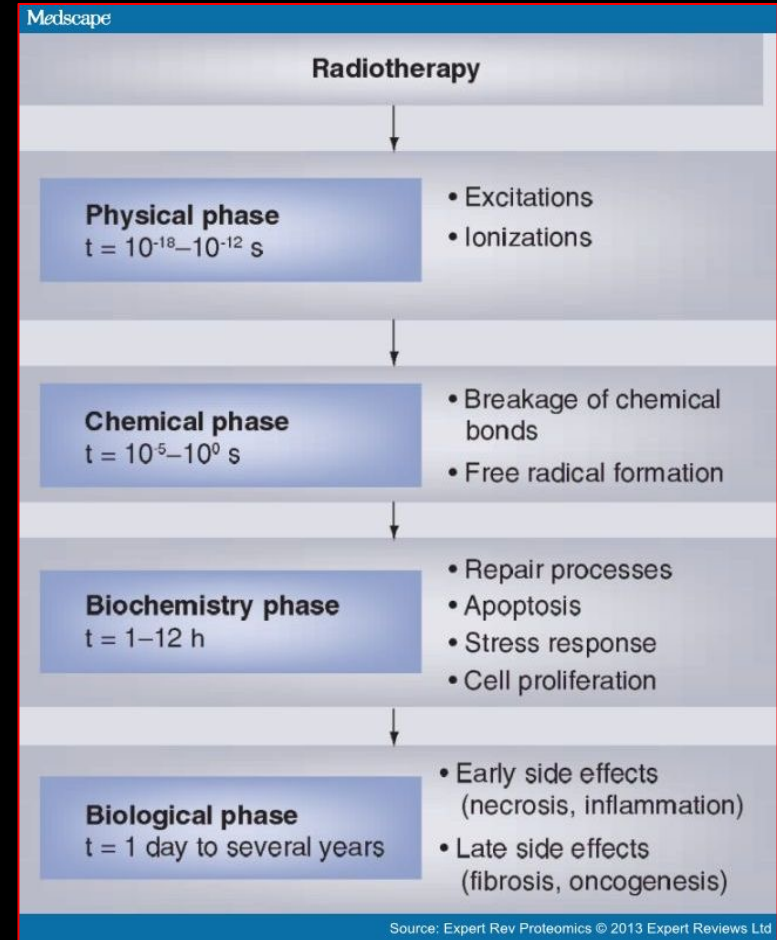 Medscape
Radiotherapy
Physical phase
t = 10⁻¹⁸–10⁻¹² s
• Excitations
• Ionizations
Chemical phase
t = 10⁻⁵–10⁰ s
• Breakage of chemical
bonds
• Free radical formation
Biochemistry phase
t = 1–12 h
• Repair processes
• Apoptosis
• Stress response
• Cell proliferation
Biological phase
t = 1 day to several years
• Early side effects
(necrosis, inflammation)
• Late side effects
(fibrosis, oncogenesis)
Source: Expert Rev Proteomics © 2013 Expert Reviews Ltd